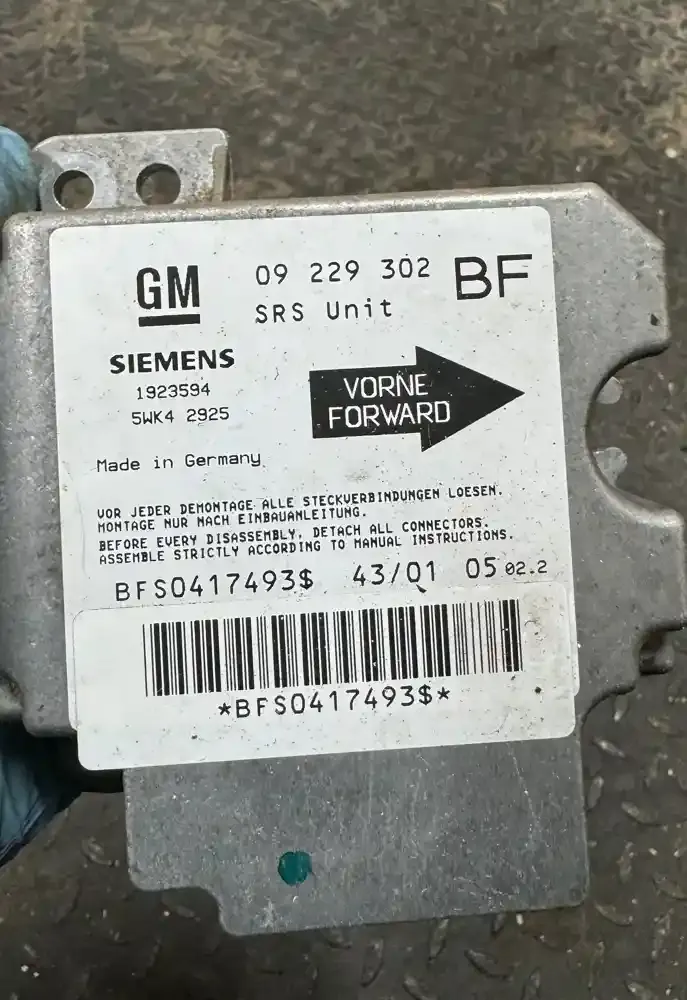 GM
09 229 302 BF
SRS Unit
SIEMENS
1923594
5WK4 2925
VORNE
FORWARD
Made in Germany
VOR JEDER DEMONTAGE ALLE STECKVERBINDUNGEN LOESEN.
MONTAGE NUR NACH EINBAUANLEITUNG.
BEFORE EVERY DISASSEMBLY, DETACH ALL CONNECTORS.
ASSEMBLE STRICTLY ACCORDING TO MANUAL INSTRUCTIONS.
BFS0417493$ 43/01 05 02.2
*BFS0417493$*